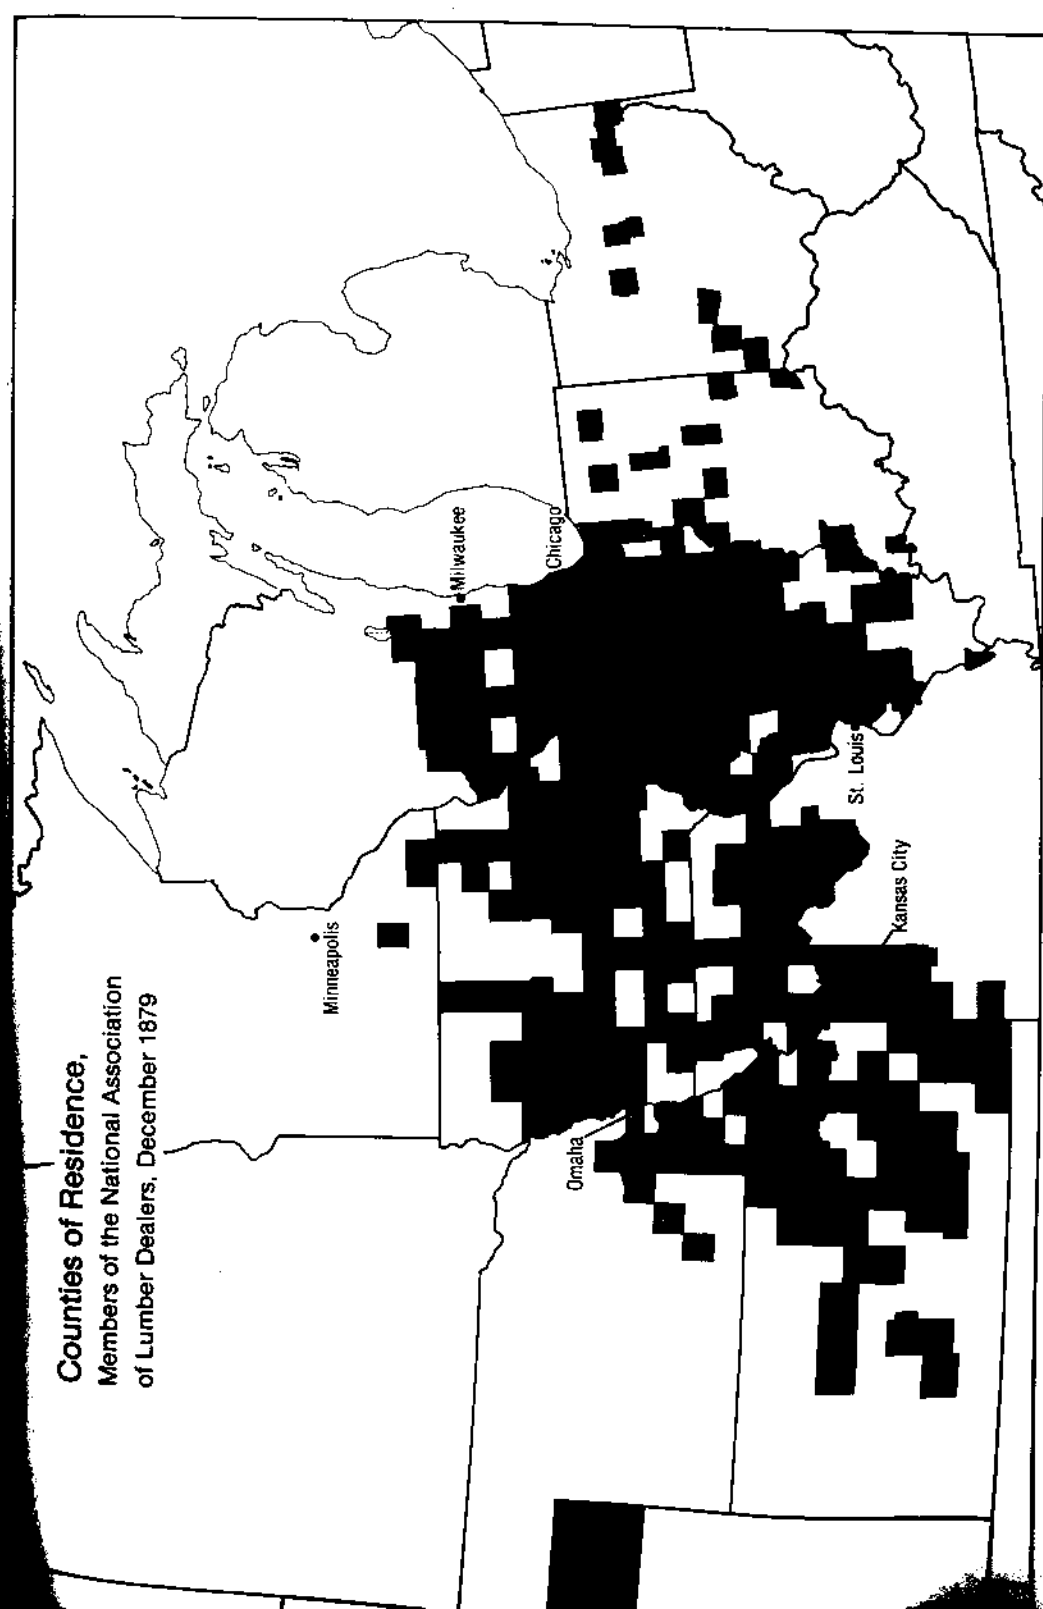 Counties of Residence,
Members of the National Association
of Lumber Dealers, December 1879
Minneapolis
Milwaukee
Chicago
Omaha
St. Louis
Kansas City